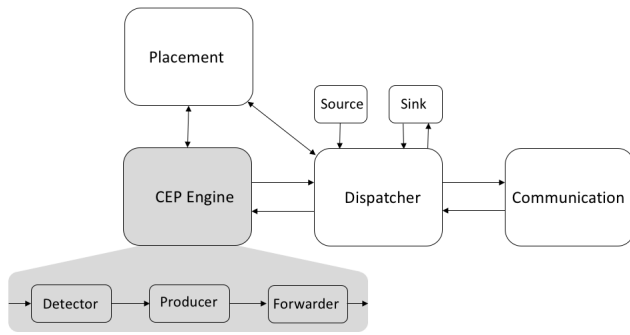 Placement
Source
Sink
CEP Engine
Dispatcher
Communication
Detector
Producer
Forwarder